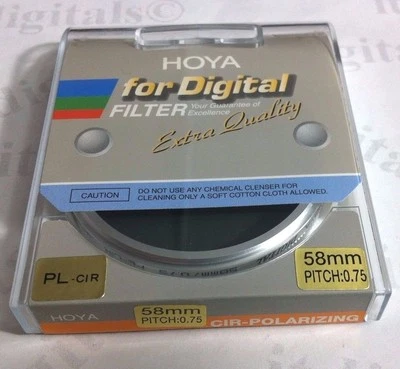 HOYA
for Digital
FILTER
Your Guarantee of
Excellence
Extra Quality
CAUTION
DO NOT USE ANY CHEMICAL CLENSER FOR
CLEANING ONLY A SOFT COTTON CLOTH ALLOWED.
PL-CIR
58mm
PITCH:0.75
HOYA
58mm
PITCH:0.75
CIR-POLARIZING